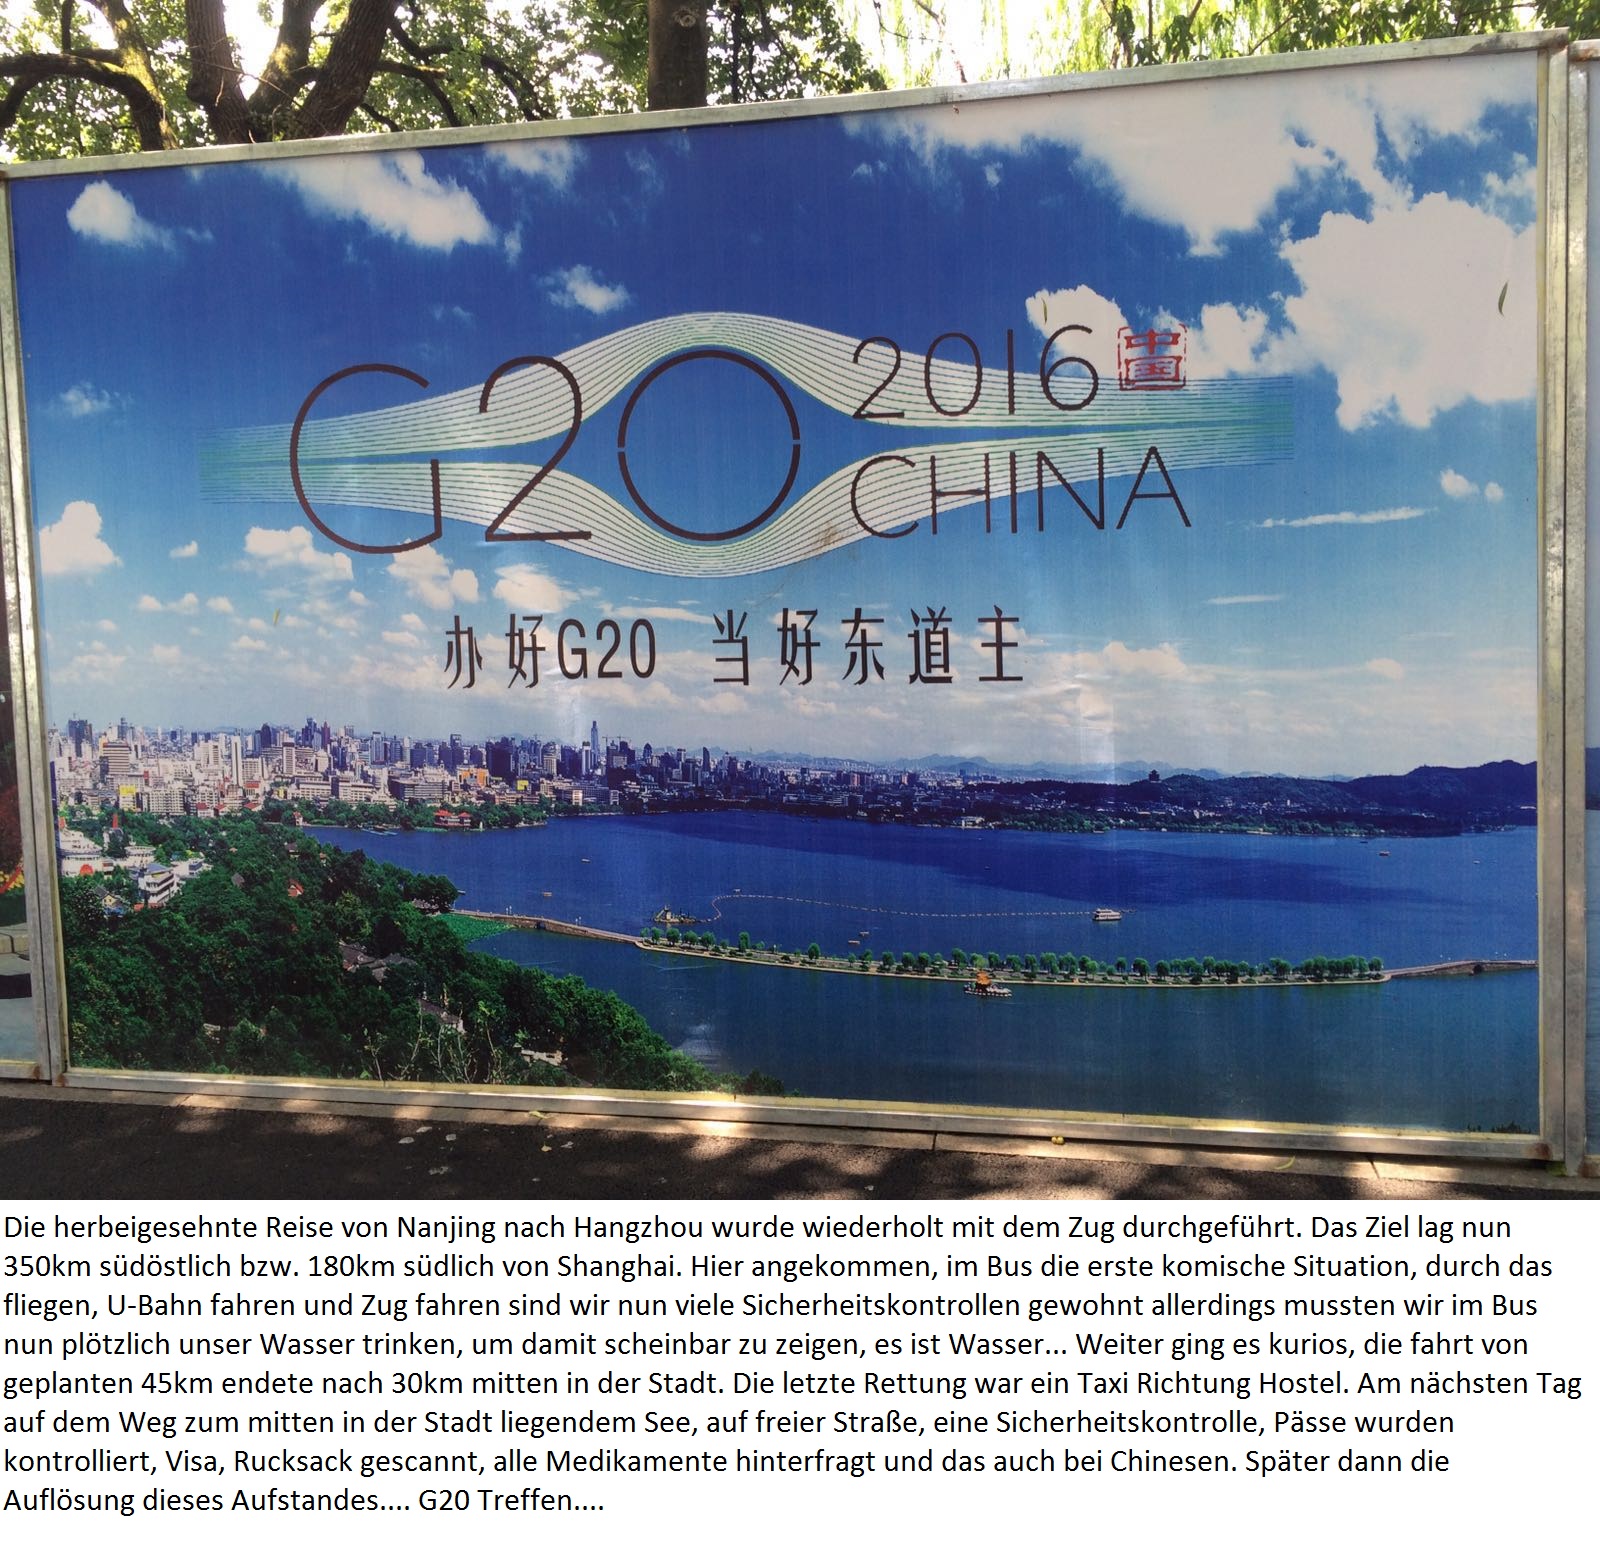 G20 2016 中国
CHINA
办好G20 当好东道主
Die herbeigesehnte Reise von Nanjing nach Hangzhou wurde wiederholt mit dem Zug durchgeführt. Das Ziel lag nun
350km südöstlich bzw. 180km südlich von Shanghai. Hier angekommen, im Bus die erste komische Situation, durch das
fliegen, U-Bahn fahren und Zug fahren sind wir nun viele Sicherheitskontrollen gewohnt allerdings mussten wir im Bus
nun plötzlich unser Wasser trinken, um damit scheinbar zu zeigen, es ist Wasser... Weiter ging es kurios, die fahrt von
geplanten 45km endete nach 30km mitten in der Stadt. Die letzte Rettung war ein Taxi Richtung Hostel. Am nächsten Tag
auf dem Weg zum mitten in der Stadt liegendem See, auf freier Straße, eine Sicherheitskontrolle, Pässe wurden
kontrolliert, Visa, Rucksack gescannt, alle Medikamente hinterfragt und das auch bei Chinesen. Später dann die
Auflösung dieses Aufstandes.... G20 Treffen....